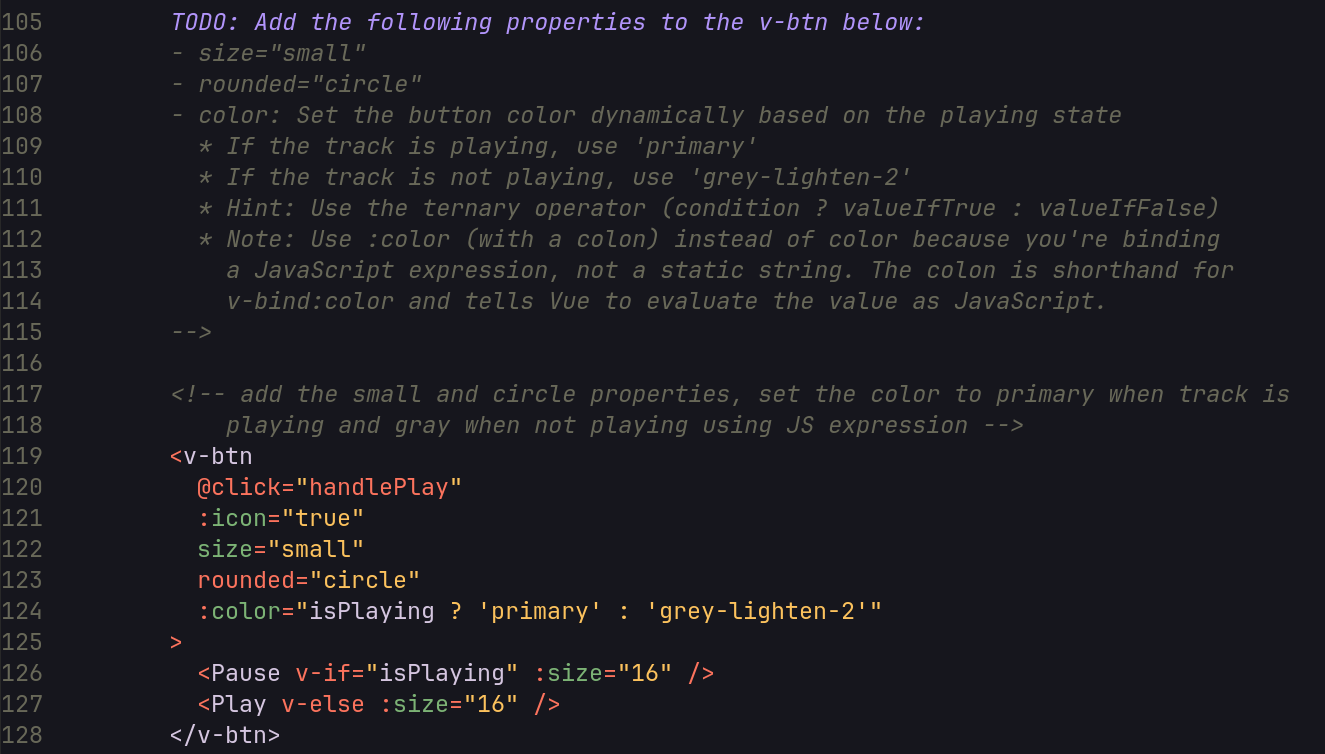 105 TODO: Add the following properties to the v-btn below:
106 - size="small"
107 - rounded="circle"
108 - color: Set the button color dynamically based on the playing state
109 * If the track is playing, use 'primary'
110 * If the track is not playing, use 'grey-lighten-2'
111 * Hint: Use the ternary operator (condition ? valueIfTrue : valueIfFalse)
112 * Note: Use :color (with a colon) instead of color because you're binding
113 a JavaScript expression, not a static string. The colon is shorthand for
114 v-bind:color and tells Vue to evaluate the value as JavaScript.
115 -->
116
117 <!-- add the small and circle properties, set the color to primary when track is
118 playing and gray when not playing using JS expression -->
119 <v-btn
120 @click="handlePlay"
121 :icon="true"
122 size="small"
123 rounded="circle"
124 :color="isPlaying ? 'primary' : 'grey-lighten-2'"
125 >
126 <Pause v-if="isPlaying" :size="16" />
127 <Play v-else :size="16" />
128 </v-btn>